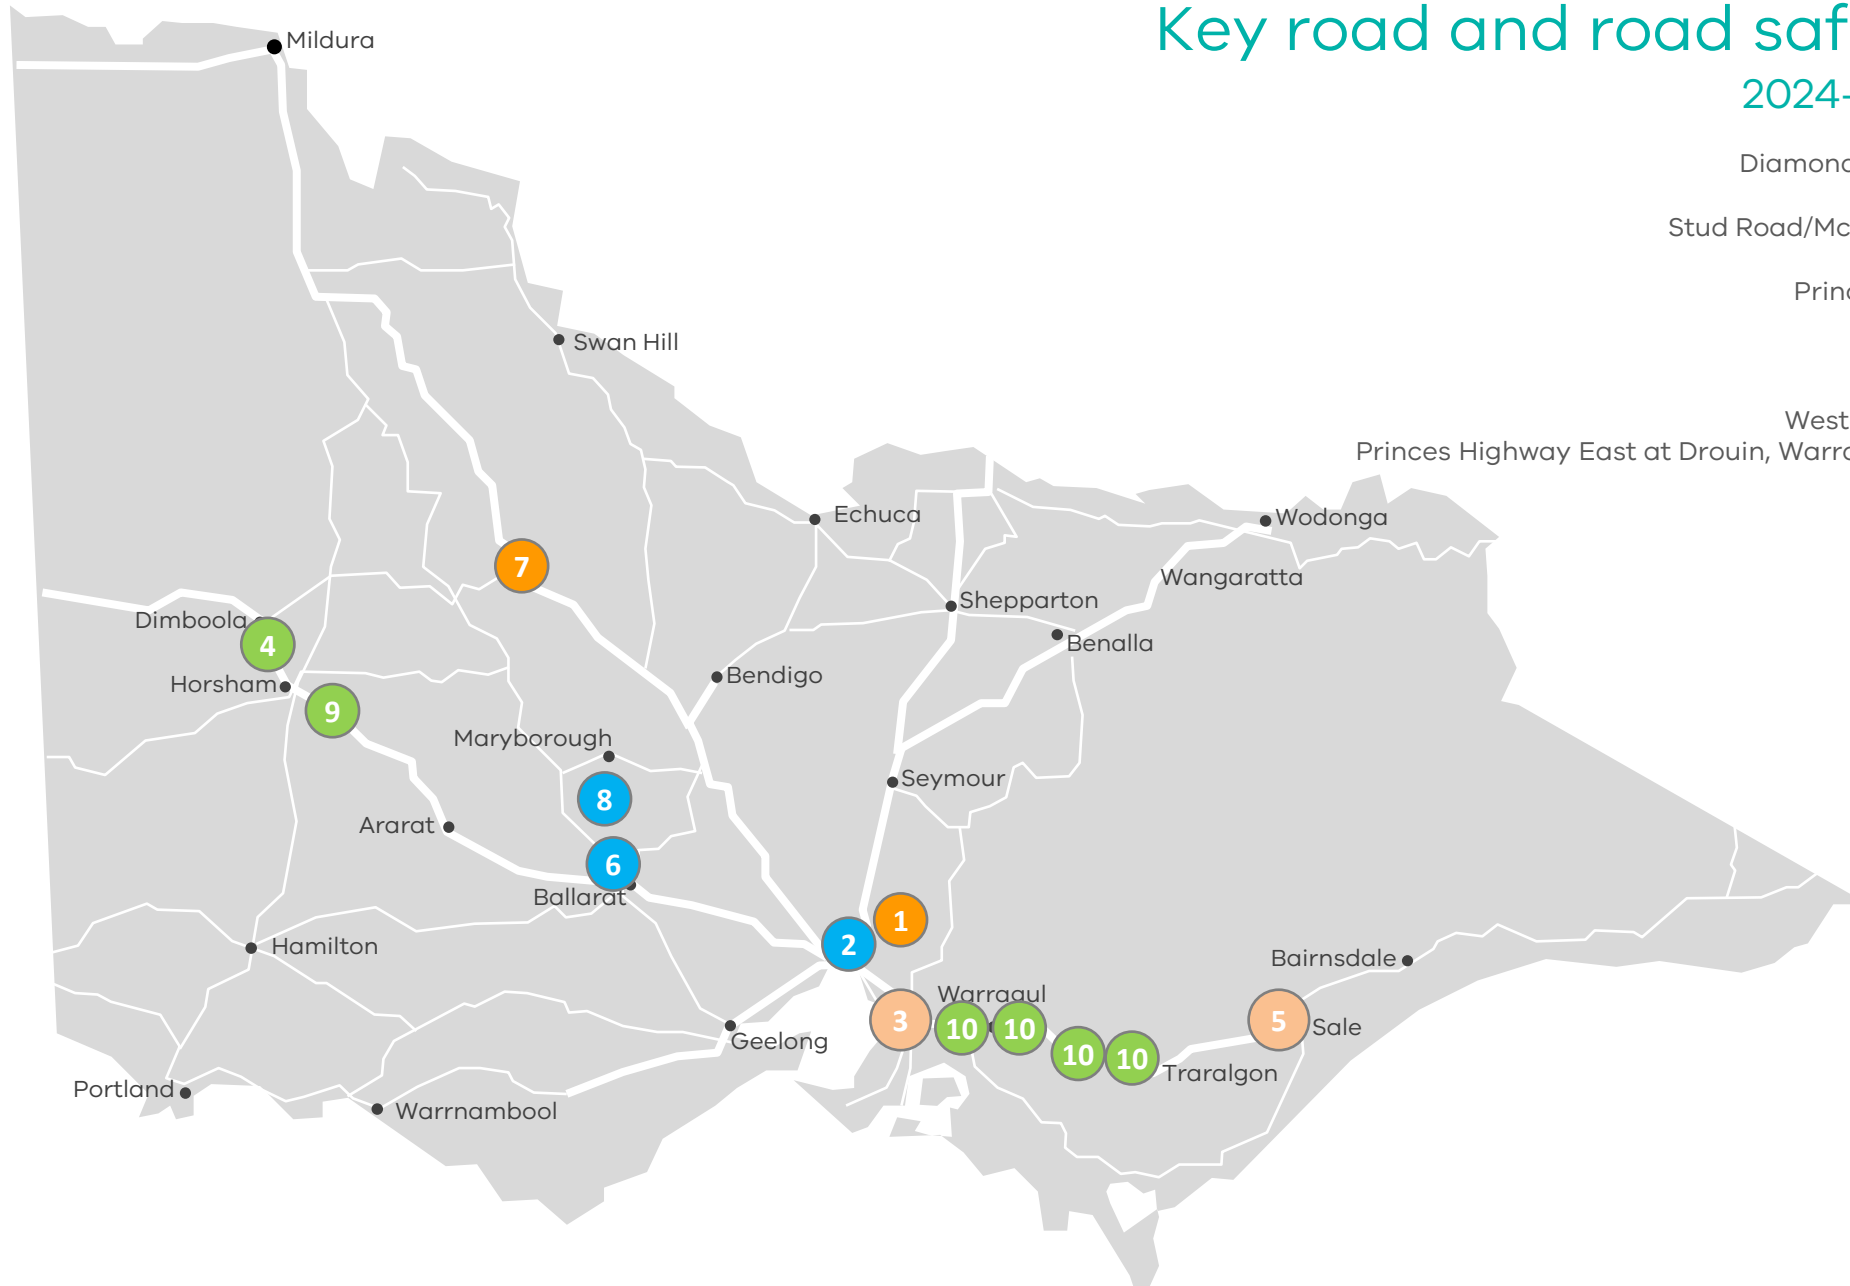 Key road and road saf
2024-
Mildura
Diamond
Stud Road/Mc
Princ
Swan Hill
West
Princes Highway East at Drouin, Warra
Echuca
Wodonga
7
Wangaratta
Shepparton
Dimboola
4
Benalla
Horsham
Bendigo
9
Maryborough
Seymour
8
Ararat
6
Ballarat
1
2
Hamilton
Bairnsdale
Warragul
3
10
10
5
Sale
Geelong
10
10
Traralgon
Portland
Warrnambool